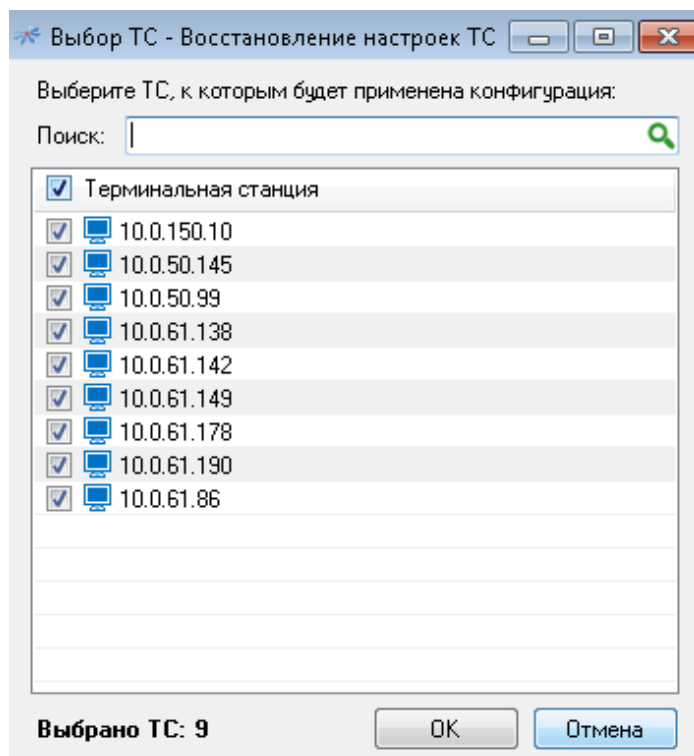 Выбор ТС - Восстановление настроек ТС
Выберите ТС, к которым будет применена конфигурация:
Поиск:
Терминальная станция
10.0.150.10
10.0.50.145
10.0.50.99
10.0.61.138
10.0.61.142
10.0.61.149
10.0.61.178
10.0.61.190
10.0.61.86
Выбрано ТС: 9 OK Отмена